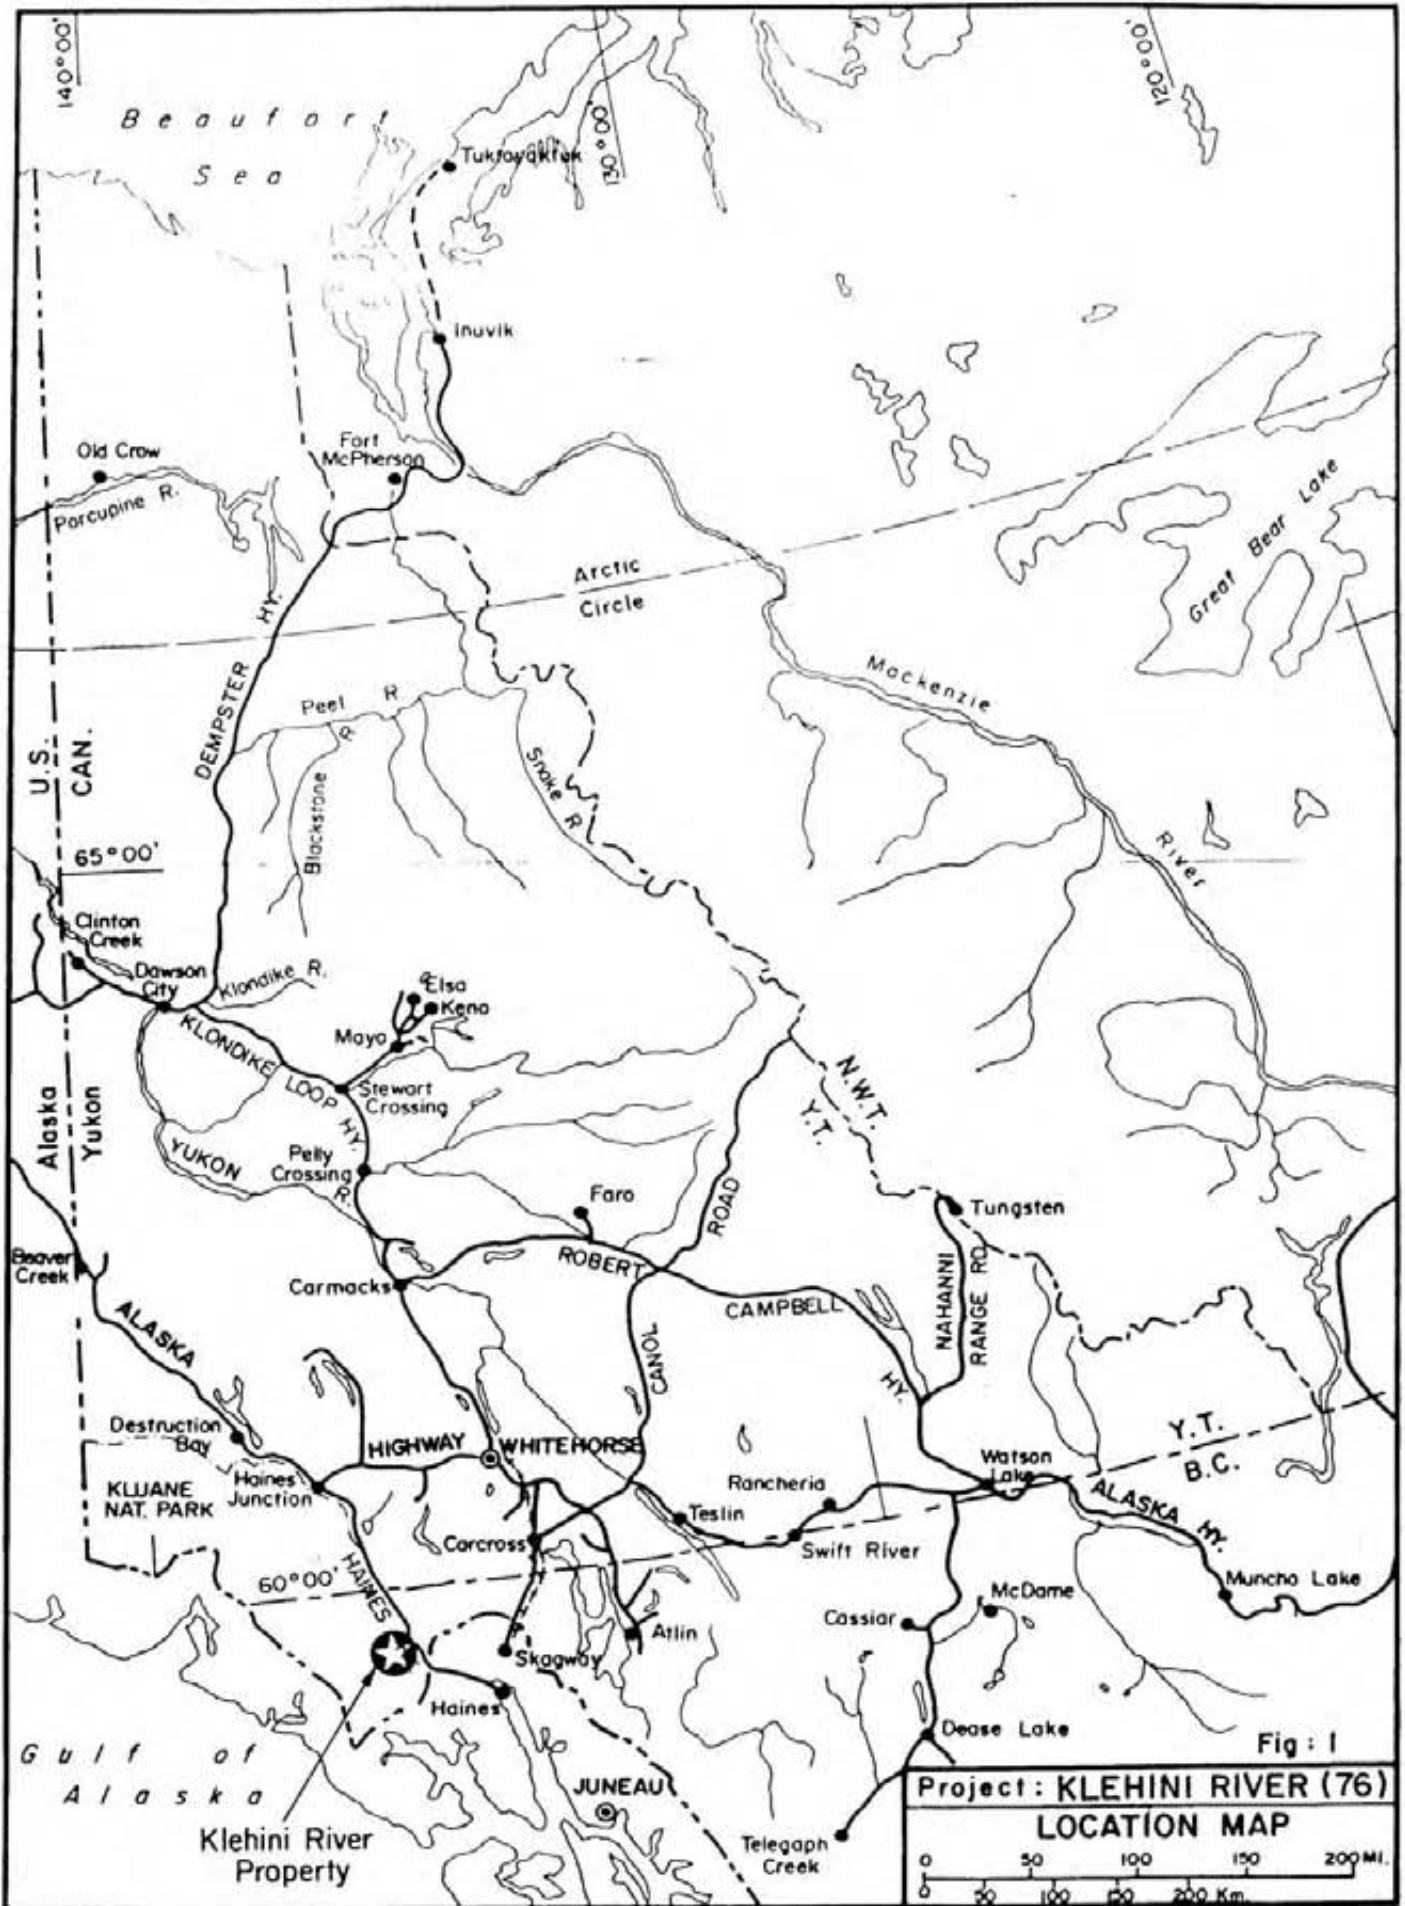 140°00'
130°00'
120°00'
Beaufort
Sea
Tuktoyaktuk
Inuvik
Old Crow
Porcupine R.
Fort
McPherson
Arctic
Circle
Great Bear Lake
Mackenzie
River
DEMPSTER HY.
Peel R
Blackstone R
Snake R
U.S.
CAN.
65°00'
Clinton
Creek
Dawson
City
Klondike R.
Elsa
Keno
Mayo
KLONDIKE LOOP HY.
Stewart
Crossing
Alaska
Yukon
YUKON R.
Pelly
Crossing
N.W.T.
Y.T.
Faro
ROAD
Tungsten
Beaver
Creek
Carmacks
ROBERT
CAMPBELL
HY.
NAHANNI
RANGE RD
ALASKA
CANOL
Destruction
Bay
HIGHWAY
WHITEHORSE
Haines
Junction
KLUANE
NAT. PARK
Rancheria
Watson
Lake
Y.T.
B.C.
ALASKA HY.
Teslin
Carcross
Swift River
60°00'
HAINES
Muncho Lake
McDame
Cassiar
Atlin
Skagway
Haines
Dease Lake
Gulf of
Alaska
JUNEAU
Klehini River
Property
Telegaph
Creek
Fig: 1
Project: KLEHINI RIVER (76)
LOCATION MAP
0 50 100 150 200 MI.
0 50 100 150 200 Km.